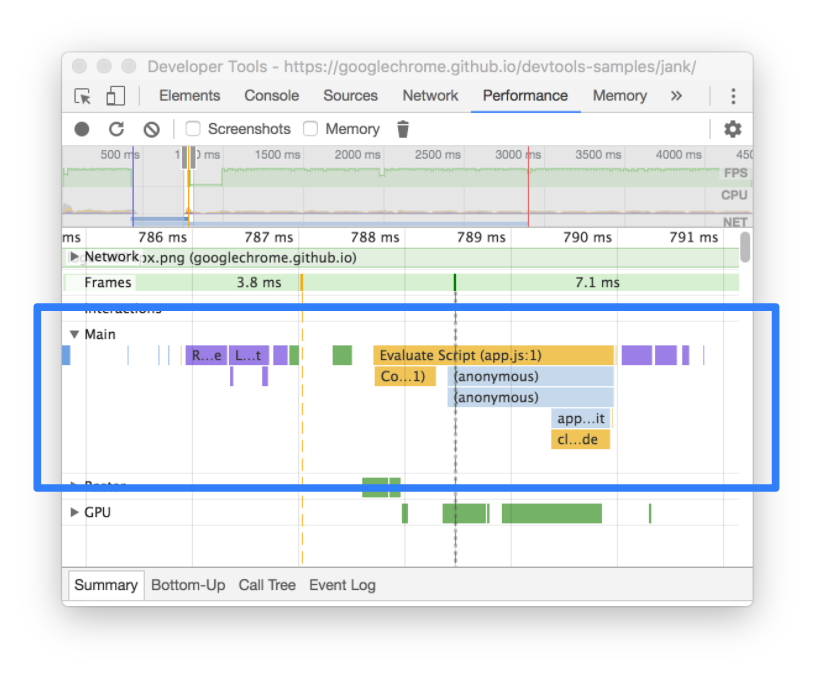 Developer Tools - https://googlechrome.github.io/devtools-samples/jank/
Elements Console Sources Network Performance Memory »
Screenshots Memory
500 ms ms 1500 ms 2000 ms 2500 ms 3000 ms 3500 ms 4000 ms
FPS
CPU
NET
ms 786 ms 787 ms 788 ms 789 ms 790 ms 791 ms
Network ox.png (googlechrome.github.io)
Frames 3.8 ms 7.1 ms
Interactions
Main
R...e L...t Evaluate Script (app.js:1)
Co...1) (anonymous)
(anonymous)
app...it
cl...de
Raster
GPU
Summary Bottom-Up Call Tree Event Log